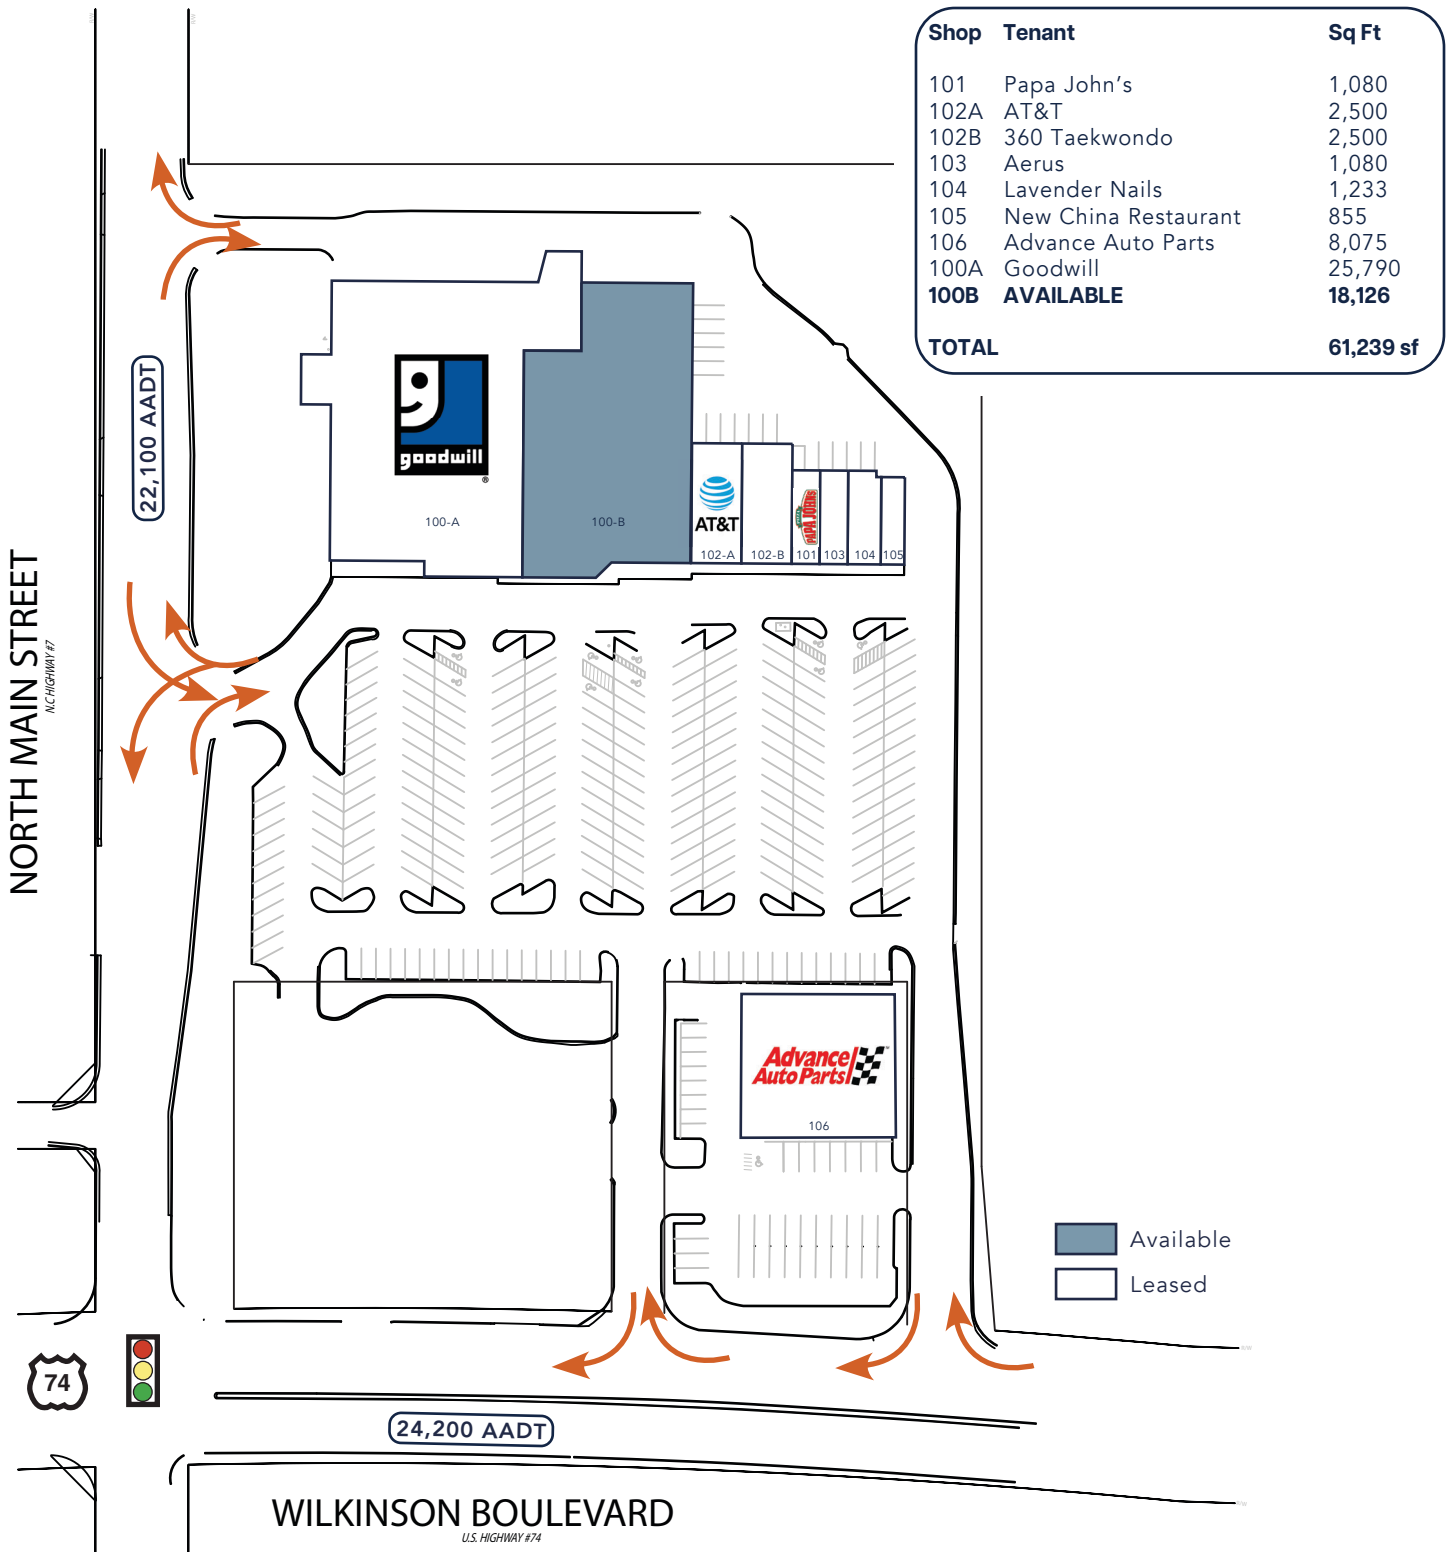 Shop Tenant Sq Ft
101 Papa John's 1,080
102A AT&T 2,500
102B 360 Taekwondo 2,500
103 Aerus 1,080
104 Lavender Nails 1,233
105 New China Restaurant 855
106 Advance Auto Parts 8,075
100A Goodwill 25,790
100B AVAILABLE 18,126
TOTAL 61,239 sf
22,100 AADT
NORTH MAIN STREET
N.C HIGHWAY #7
goodwill
®
100-A
100-B
AT&T
PAPA JOHNS
102-A
102-B
101
103
104
105
Advance
Auto Parts
106
Available
Leased
74
24,200 AADT
WILKINSON BOULEVARD
U.S. HIGHWAY #74